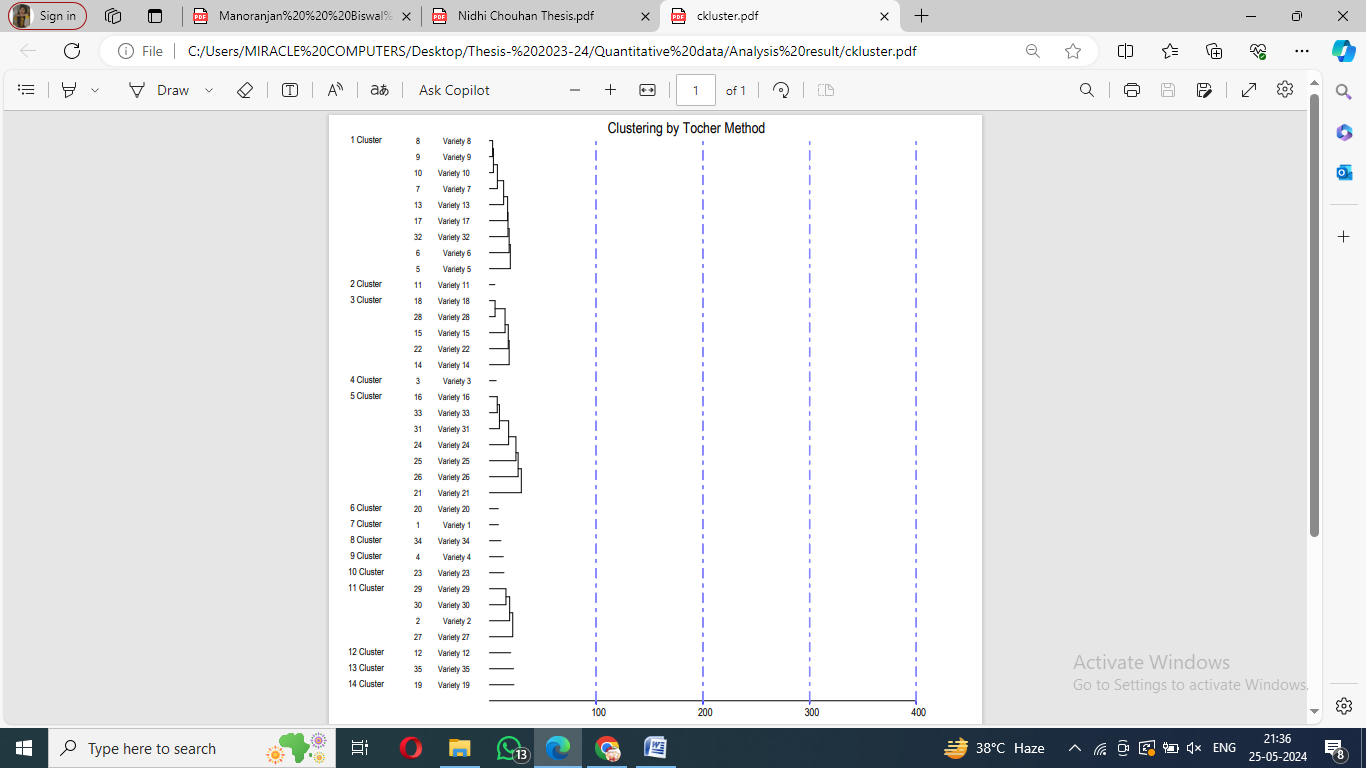 Sign in
Manoranjan%20%20%20Biswal%
Nidhi Chouhan Thesis.pdf
ckluster.pdf
File
C:/Users/MIRACLE%20COMPUTERS/Desktop/Thesis-%202023-24/Quantitative%20data/Analysis%20result/ckluster.pdf
Draw
Ask Copilot
1 of 1
Clustering by Tocher Method
1 Cluster 8 Variety 8
9 Variety 9
10 Variety 10
7 Variety 7
13 Variety 13
17 Variety 17
32 Variety 32
6 Variety 6
5 Variety 5
2 Cluster 11 Variety 11
3 Cluster 18 Variety 18
28 Variety 28
15 Variety 15
22 Variety 22
14 Variety 14
4 Cluster 3 Variety 3
5 Cluster 16 Variety 16
33 Variety 33
31 Variety 31
24 Variety 24
25 Variety 25
26 Variety 26
21 Variety 21
6 Cluster 20 Variety 20
7 Cluster 1 Variety 1
8 Cluster 34 Variety 34
9 Cluster 4 Variety 4
10 Cluster 23 Variety 23
11 Cluster 29 Variety 29
30 Variety 30
2 Variety 2
27 Variety 27
12 Cluster 12 Variety 12
13 Cluster 35 Variety 35
14 Cluster 19 Variety 19
100 200 300 400
Activate Windows
Go to Settings to activate Windows.
Type here to search
13
38°C Haze
ENG
21:36
25-05-2024
8